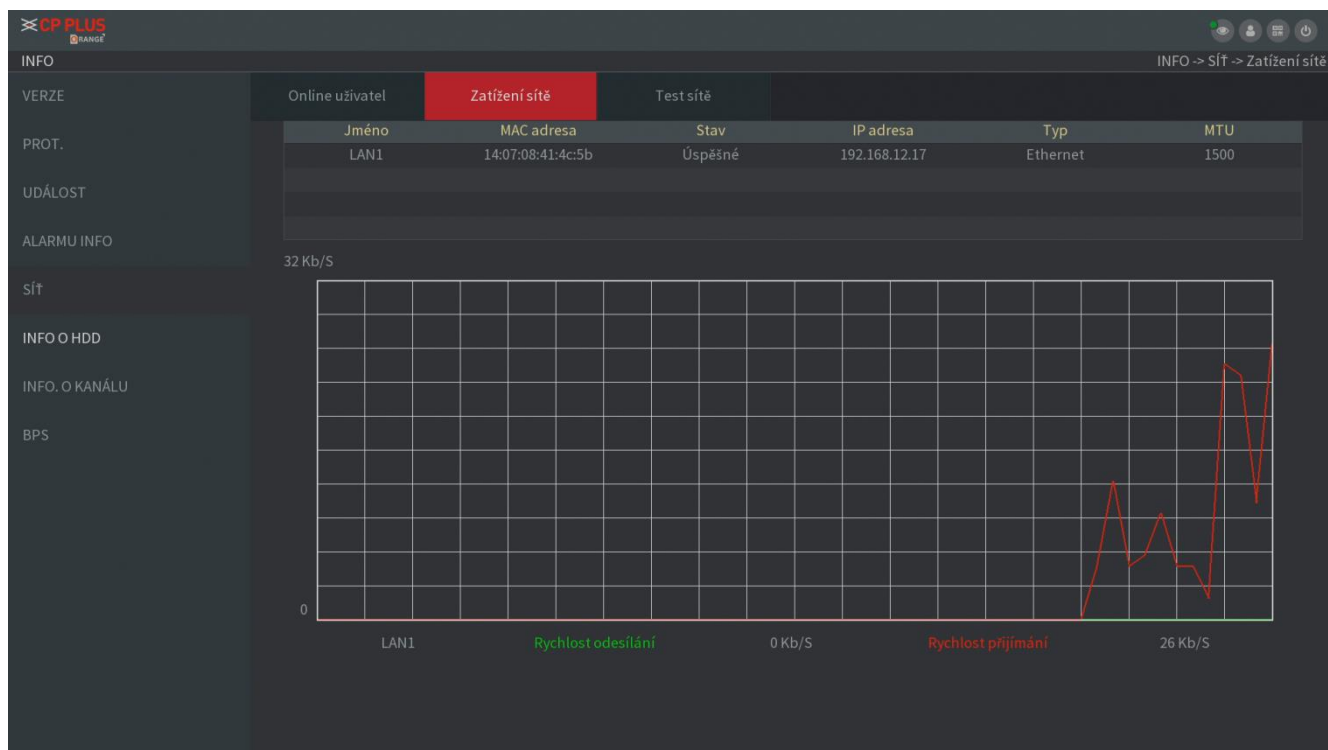 CP PLUS
ORANGE
INFO
INFO -> SÍŤ -> Zatížení sítě
VERZE
PROT.
UDÁLOST
ALARMU INFO
SÍŤ
INFO O HDD
INFO. O KANÁLU
BPS
Online uživatel Zatížení sítě Test sítě
Jméno MAC adresa Stav IP adresa Typ MTU
LAN1 14:07:08:41:4c:5b Úspěšné 192.168.12.17 Ethernet 1500
32 Kb/S
0
LAN1 Rychlost odesílání 0 Kb/S Rychlost přijímání 26 Kb/S